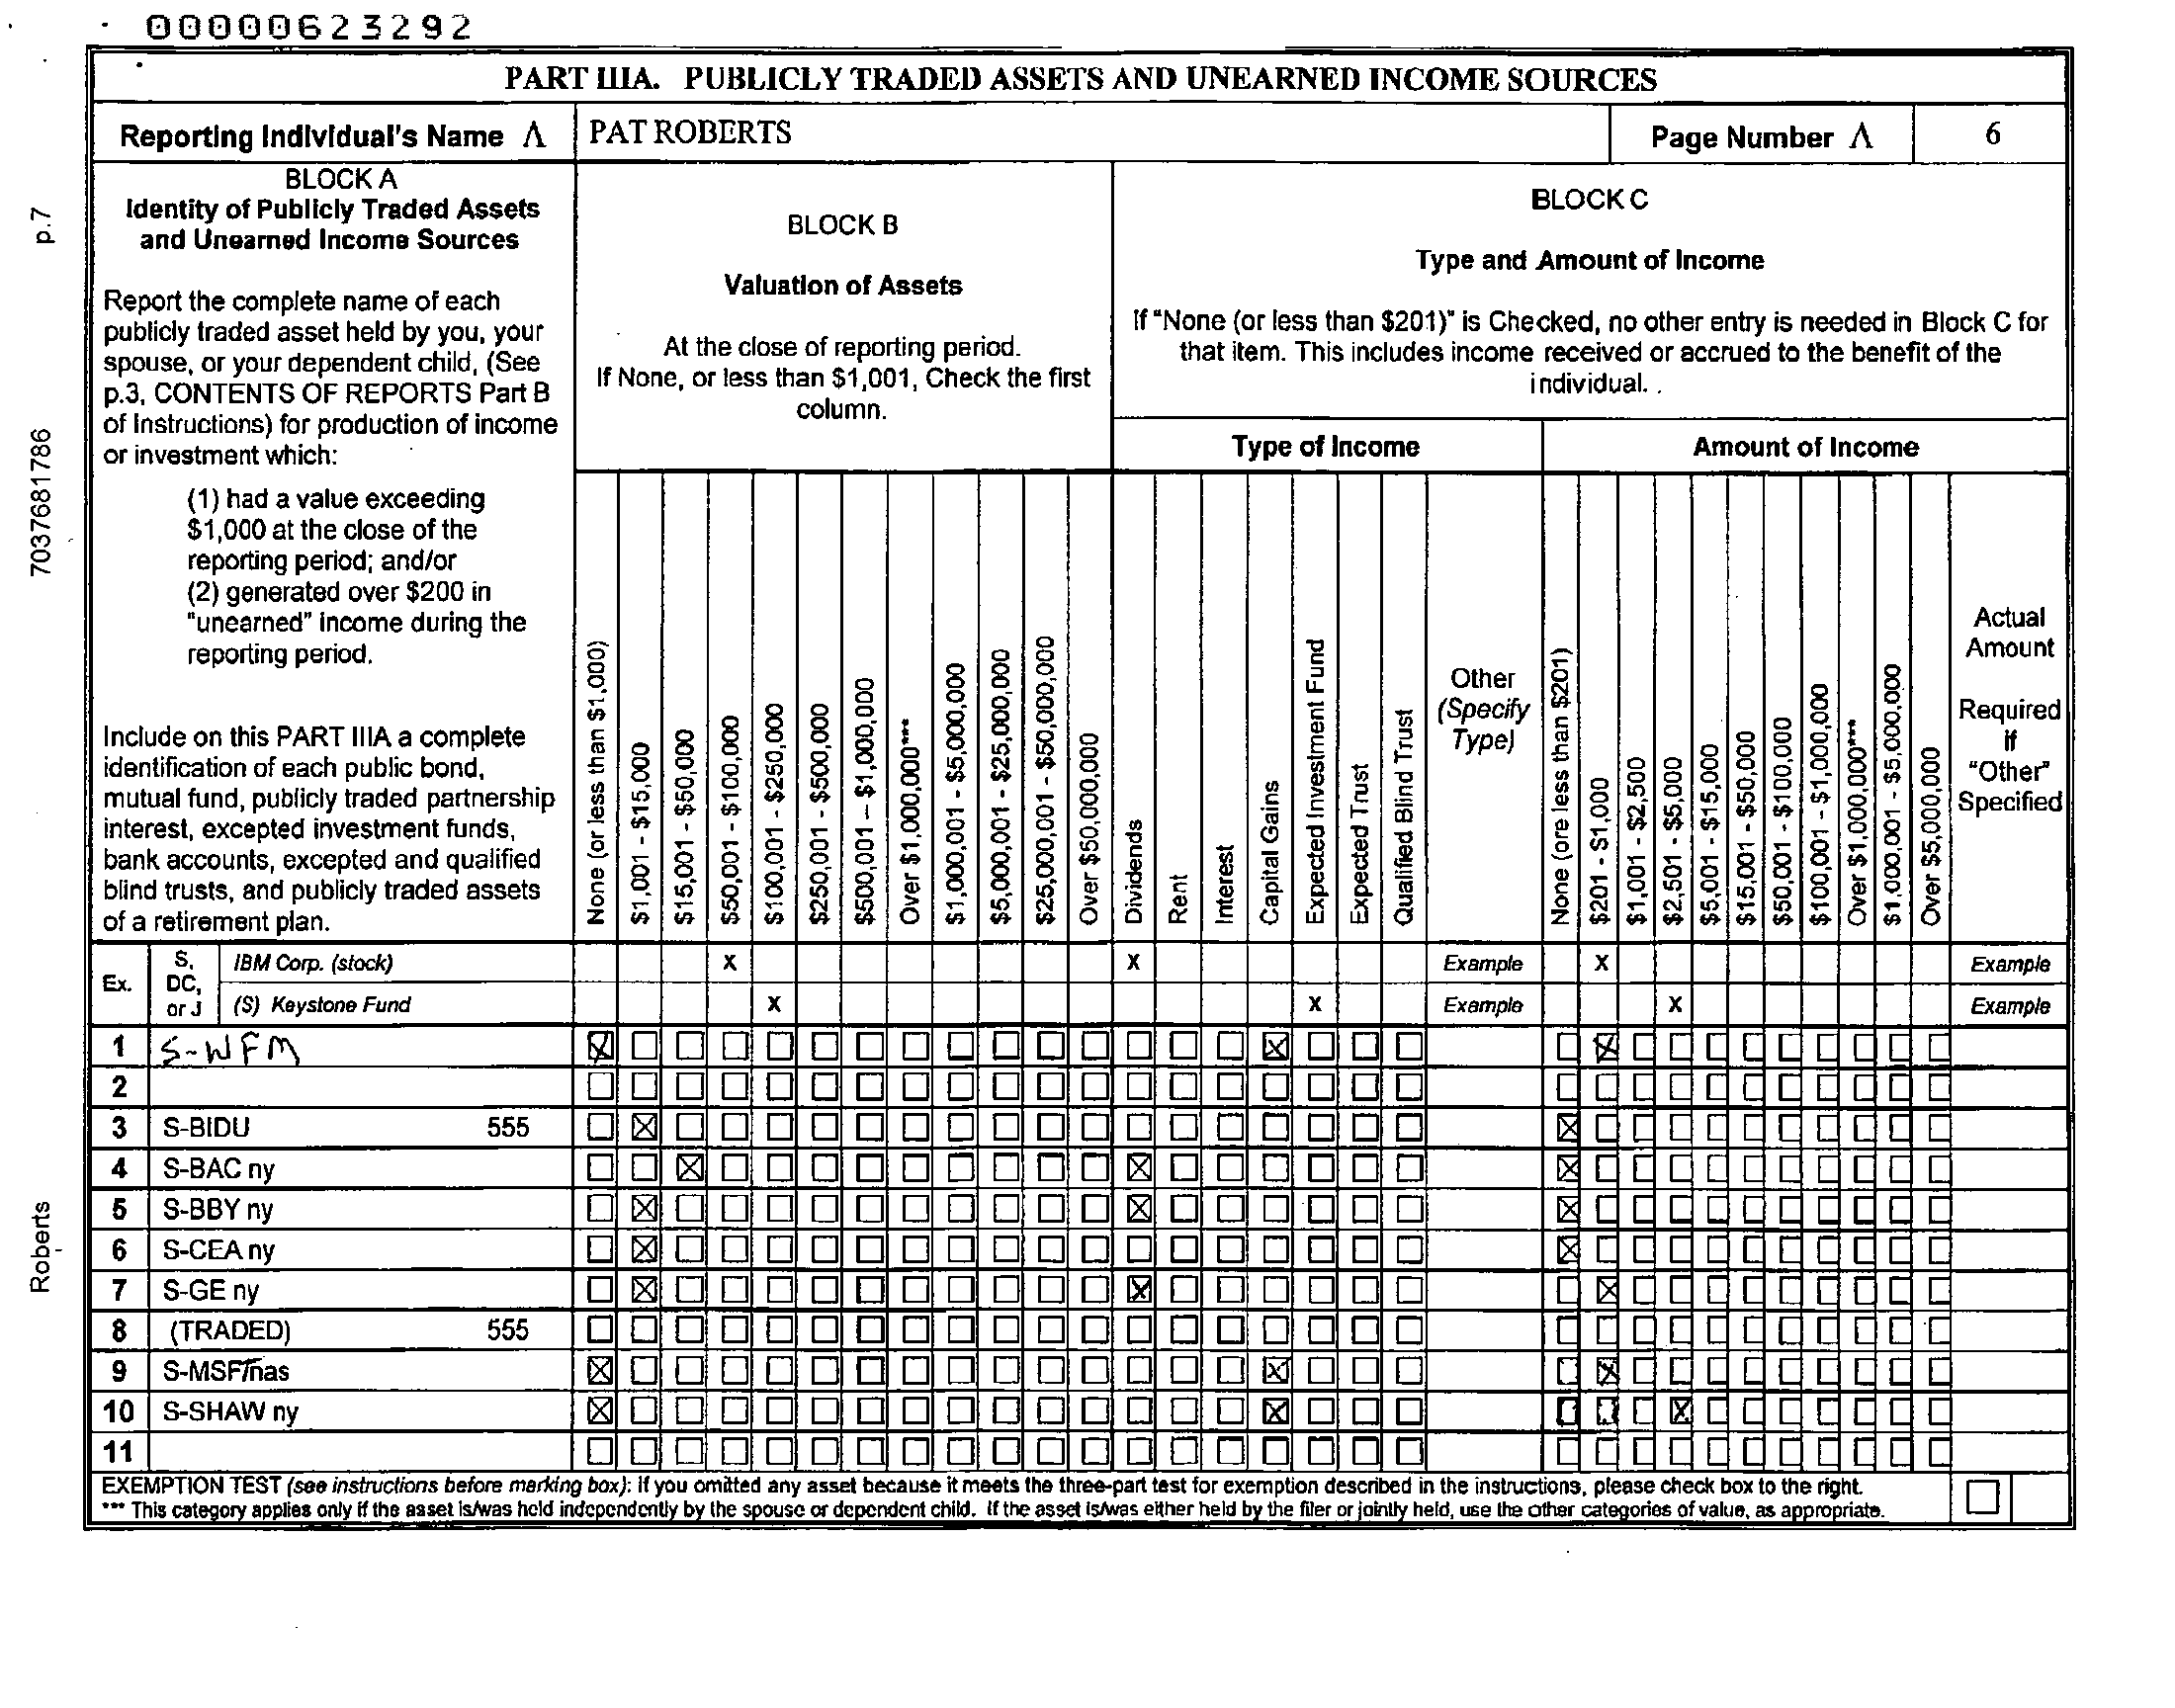 00000623292
PART IIIA. PUBLICLY TRADED ASSETS AND UNEARNED INCOME SOURCES
Reporting Individual's Name Λ
PAT ROBERTS
Page Number Λ
6
BLOCK A
Identity of Publicly Traded Assets
and Unearned Income Sources
Report the complete name of each
publicly traded asset held by you, your
spouse, or your dependent child, (See
p.3, CONTENTS OF REPORTS Part B
of Instructions) for production of income
or investment which:
(1) had a value exceeding
$1,000 at the close of the
reporting period; and/or
(2) generated over $200 in
"unearned" income during the
reporting period.
Include on this PART IIIA a complete
identification of each public bond,
mutual fund, publicly traded partnership
interest, excepted investment funds,
bank accounts, excepted and qualified
blind trusts, and publicly traded assets
of a retirement plan.
BLOCK B
Valuation of Assets
At the close of reporting period.
If None, or less than $1,001, Check the first
column.
BLOCK C
Type and Amount of Income
If "None (or less than $201)" is Checked, no other entry is needed in Block C for
that item. This includes income received or accrued to the benefit of the
individual. .
Type of Income
Amount of Income
None (or less than $1,000)
$1,001 - $15,000
$15,001 - $50,000
$50,001 - $100,000
$100,001 - $250,000
$250,001 - $500,000
$500,001 – $1,000,000
Over $1,000,000***
$1,000,001 - $5,000,000
$5,000,001 - $25,000,000
$25,000,001 - $50,000,000
Over $50,000,000
Dividends
Rent
Interest
Capital Gains
Expected Investment Fund
Expected Trust
Qualified Blind Trust
Other
(Specify
Type)
None (ore less than $201)
$201 - $1,000
$1,001 - $2,500
$2,501 - $5,000
$5,001 - $15,000
$15,001 - $50,000
$50,001 - $100,000
$100,001 - $1,000,000
Over $1,000,000***
$1,000,001 - $5,000,000
Over $5,000,000
Actual
Amount
Required
if
"Other"
Specified
Ex.
S,
DC,
or J
IBM Corp. (stock) X X Example X Example
(S) Keystone Fund X X Example X Example
1 S-WFM
2
3 S-BIDU 555
4 S-BAC ny
5 S-BBY ny
6 S-CEA ny
7 S-GE ny
8 (TRADED) 555
9 S-MSFTnas
10 S-SHAW ny
11
EXEMPTION TEST (see instructions before marking box): If you omitted any asset because it meets the three-part test for exemption described in the instructions, please check box to the right.
*** This category applies only if the asset is/was held independently by the spouse or dependent child. If the asset is/was either held by the filer or jointly held, use the other categories of value, as appropriate.
p.7
7037681786
Roberts